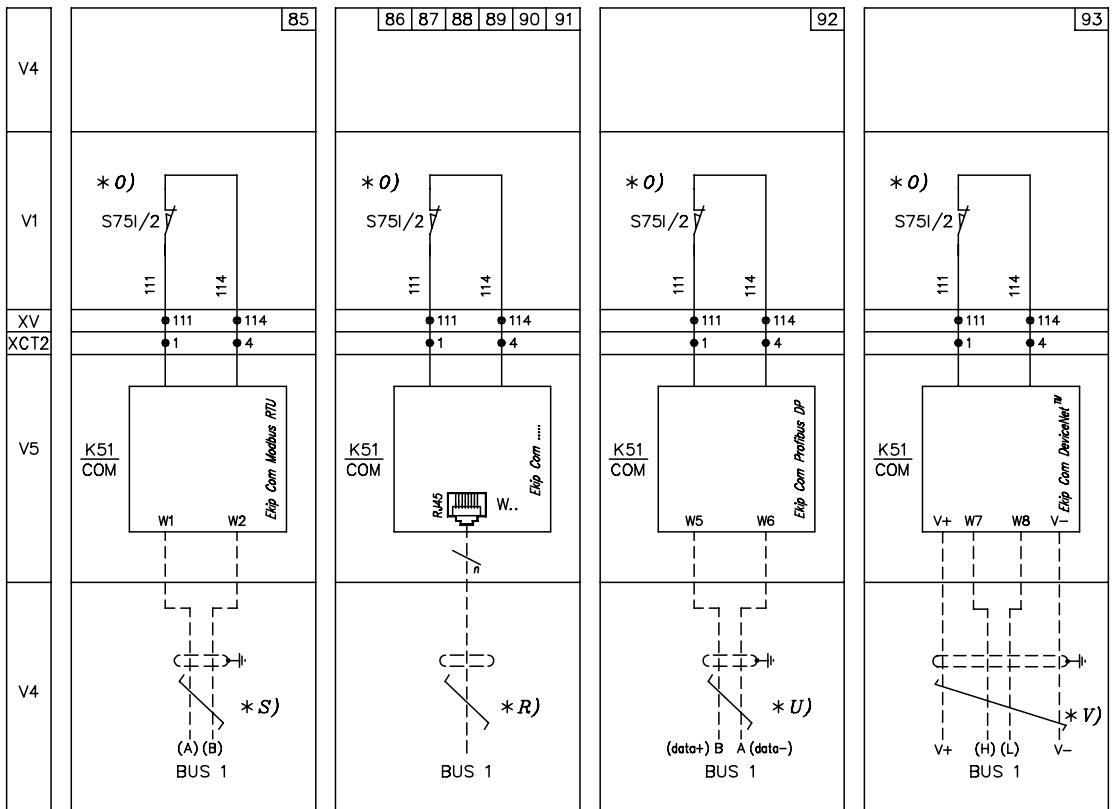 85
86 87 88 89 90 91
92
93
V4
V1
XV
XCT2
V5
V4
*O)
S75I/2
111
114
111
114
1
4
K51
COM
Ekip Com Modbus RTU
W1 W2
*S)
(A) (B)
BUS 1
*O)
S75I/2
111
114
111
114
1
4
K51
COM
Ekip Com .....
RJ45
W..
n
*R)
BUS 1
*O)
S75I/2
111
114
111
114
1
4
K51
COM
Ekip Com Profibus DP
W5 W6
*U)
(data+) B A (data-)
BUS 1
*O)
S75I/2
111
114
111
114
1
4
K51
COM
Ekip Com DeviceNet™
V+ W7 W8 V-
*V)
V+ (H) (L) V-
BUS 1